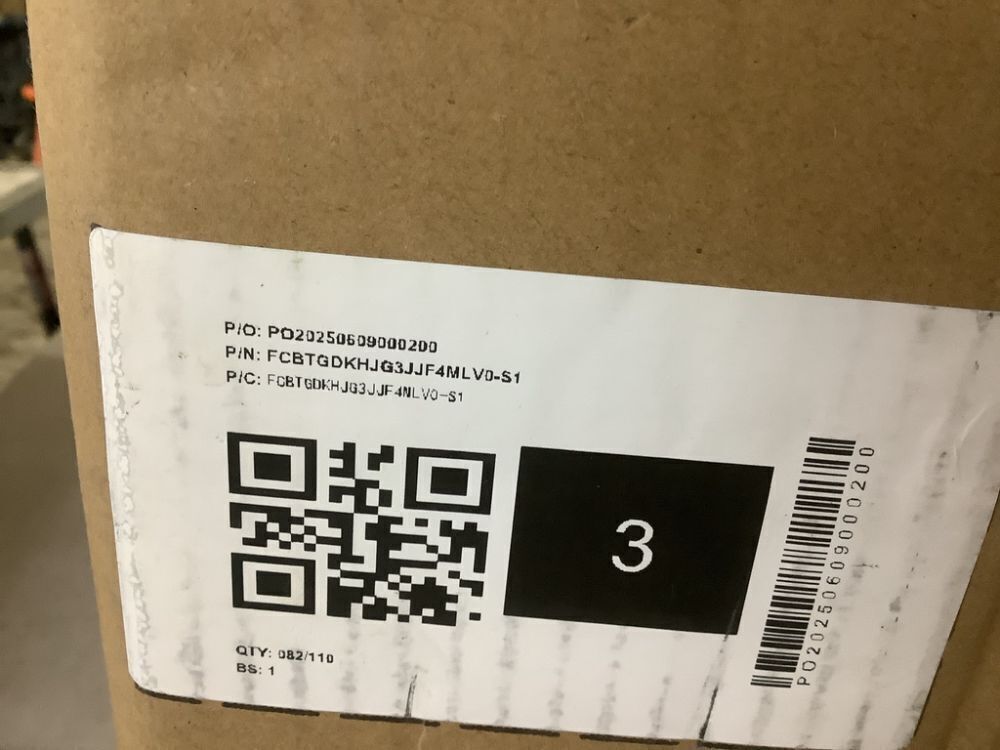 P/O: PO20250609000200
P/N: FCBTGDKHJG3JJF4MLV0-S1
P/C: FCBTGDKHJG3JJF4MLV0-S1
3
PO20250609000200
QTY: 082/110
BS: 1